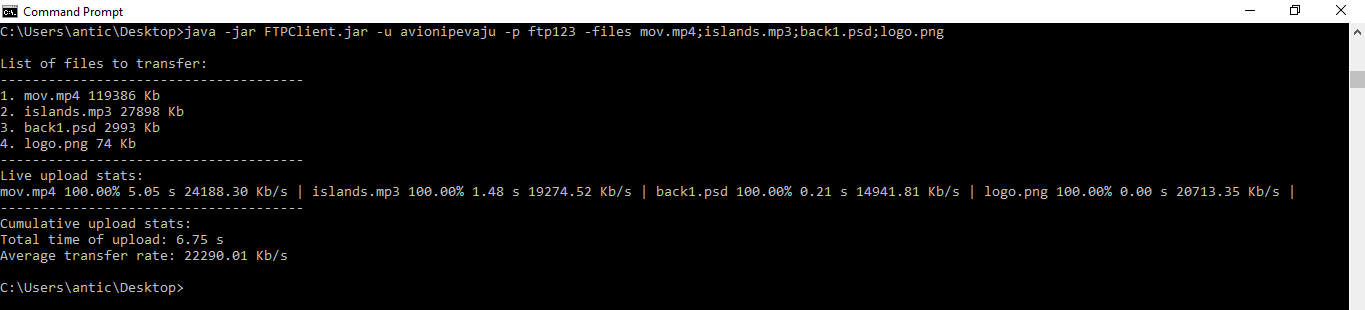 Command Prompt
C:\Users\antic\Desktop>java -jar FTPClient.jar -u avionipevaju -p ftp123 -files mov.mp4;islands.mp3;back1.psd;logo.png
List of files to transfer:
--------------------------------------
1. mov.mp4 119386 Kb
2. islands.mp3 27898 Kb
3. back1.psd 2993 Kb
4. logo.png 74 Kb
--------------------------------------
Live upload stats:
mov.mp4 100.00% 5.05 s 24188.30 Kb/s | islands.mp3 100.00% 1.48 s 19274.52 Kb/s | back1.psd 100.00% 0.21 s 14941.81 Kb/s | logo.png 100.00% 0.00 s 20713.35 Kb/s |
--------------------------------------
Cumulative upload stats:
Total time of upload: 6.75 s
Average transfer rate: 22290.01 Kb/s
C:\Users\antic\Desktop>